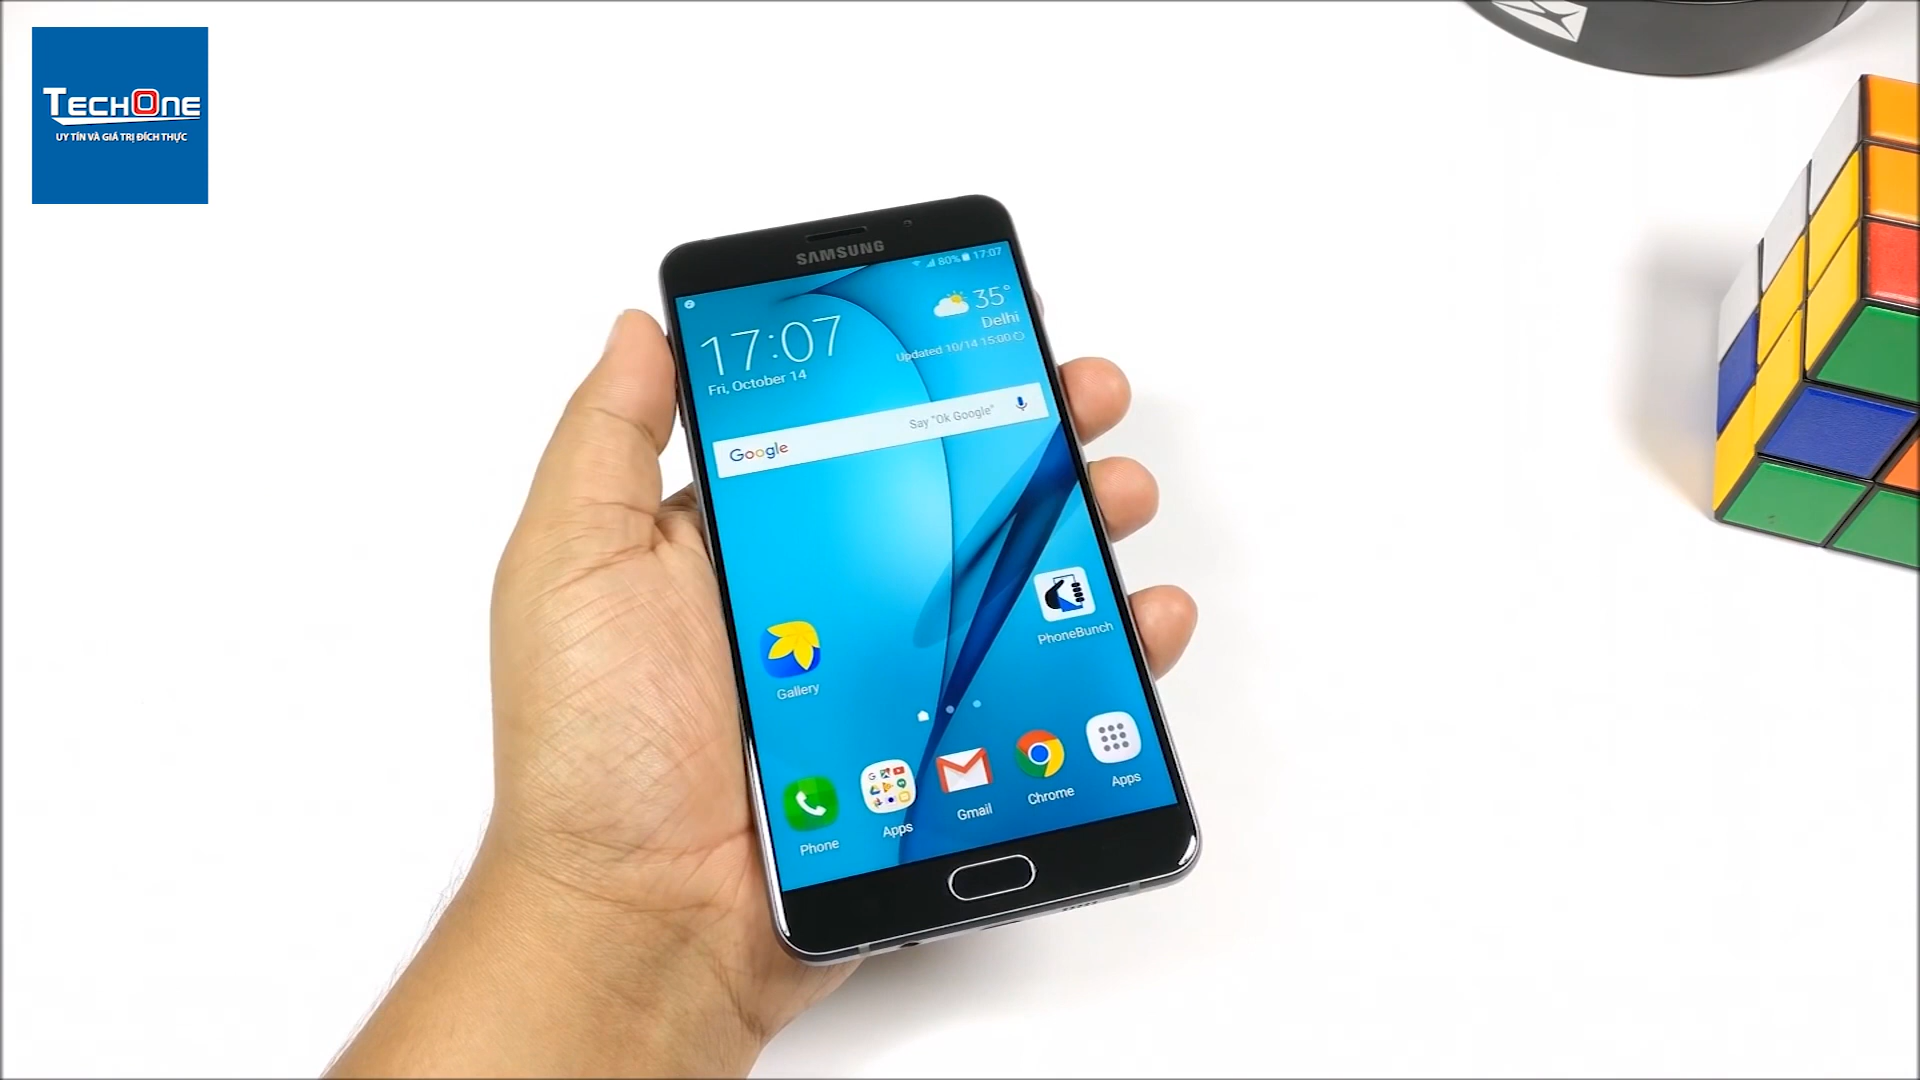 TECHONE
UY TÍN VÀ GIÁ TRỊ ĐÍCH THỰC
SAMSUNG
80% 17:07
17:07
Fri, October 14
35°
Delhi
Updated 10/14 15:00
Google
Say "Ok Google"
PhoneBunch
Gallery
Phone
Apps
Gmail
Chrome
Apps